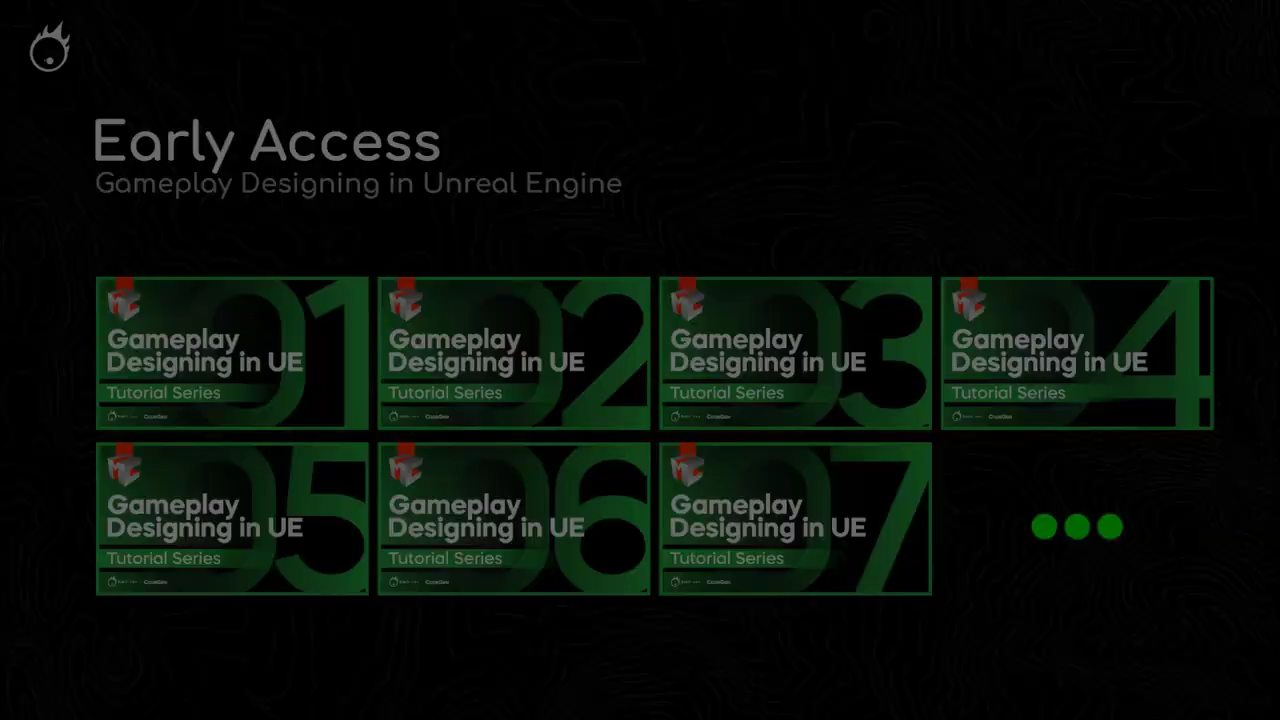 Early Access
Gameplay Designing in Unreal Engine
01
Gameplay
Designing in UE
Tutorial Series
02
Gameplay
Designing in UE
Tutorial Series
03
Gameplay
Designing in UE
Tutorial Series
04
Gameplay
Designing in UE
Tutorial Series
05
Gameplay
Designing in UE
Tutorial Series
06
Gameplay
Designing in UE
Tutorial Series
07
Gameplay
Designing in UE
Tutorial Series